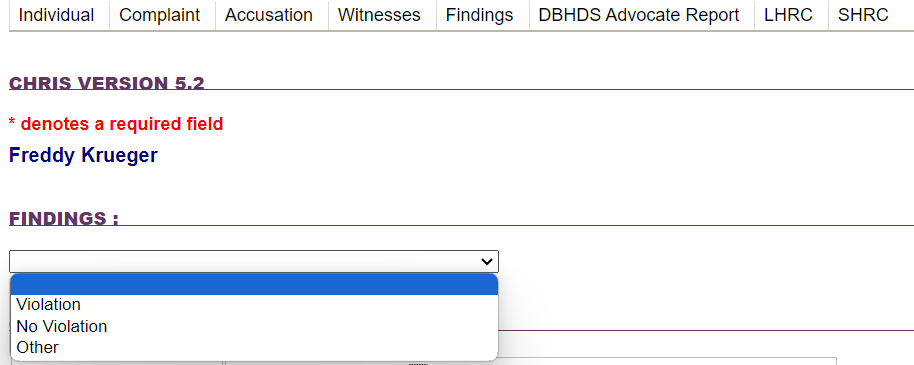 Individual Complaint Accusation Witnesses Findings DBHDS Advocate Report LHRC SHRC
CHRIS VERSION 5.2
* denotes a required field
Freddy Krueger
FINDINGS :
Violation
No Violation
Other